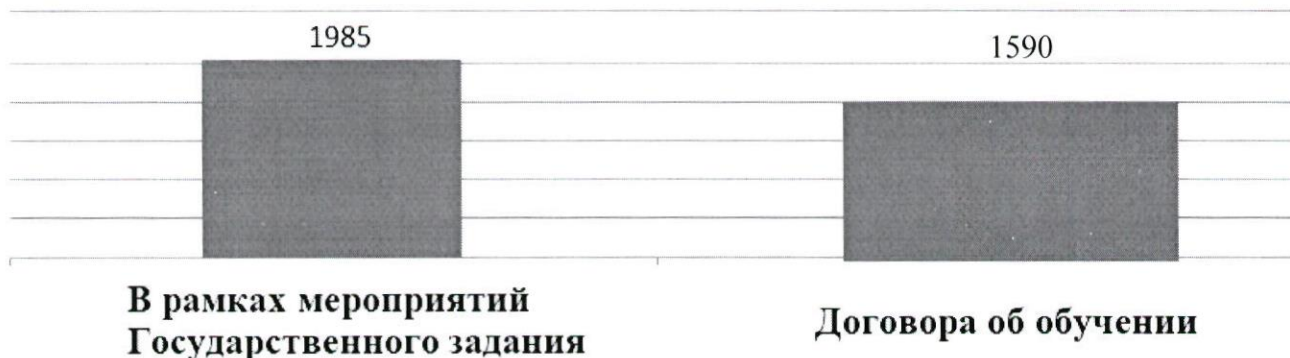 1985
1590
В рамках мероприятий
Государственного задания
Договора об обучении